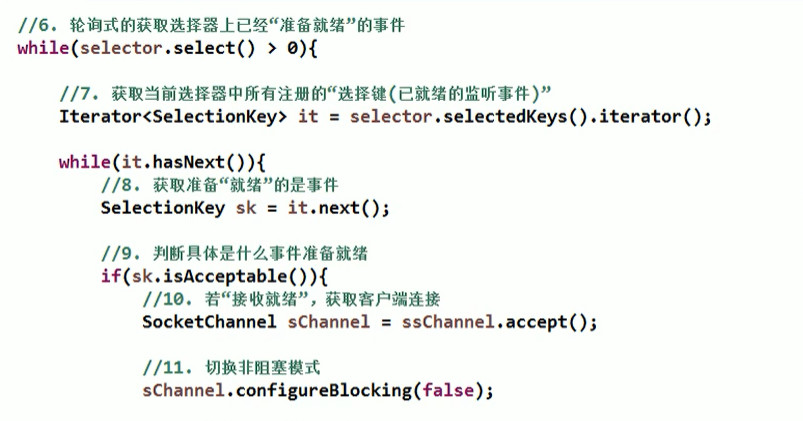 //6. 轮询式的获取选择器上已经“准备就绪”的事件
while(selector.select() > 0){
//7. 获取当前选择器中所有注册的“选择键(已就绪的监听事件)”
Iterator<SelectionKey> it = selector.selectedKeys().iterator();
while(it.hasNext()){
//8. 获取准备“就绪”的是事件
SelectionKey sk = it.next();
//9. 判断具体是什么事件准备就绪
if(sk.isAcceptable()){
//10. 若“接收就绪”，获取客户端连接
SocketChannel sChannel = ssChannel.accept();
//11. 切换非阻塞模式
sChannel.configureBlocking(false);